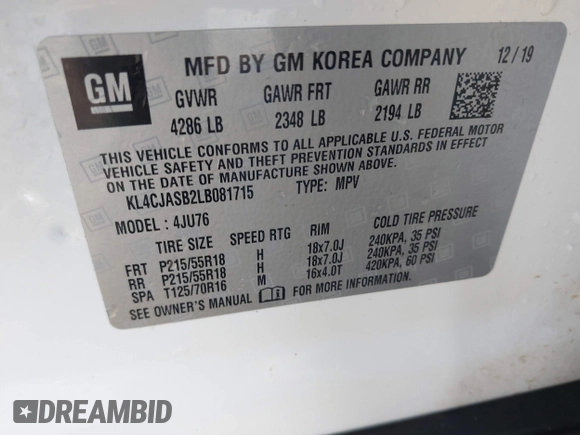 GM
MFD BY GM KOREA COMPANY 12/19
GVWR GAWR FRT GAWR RR
4286 LB 2348 LB 2194 LB
THIS VEHICLE CONFORMS TO ALL APPLICABLE U.S. FEDERAL MOTOR
VEHICLE SAFETY AND THEFT PREVENTION STANDARDS IN EFFECT
ON THE DATE OF MANUFACTURE SHOWN ABOVE.
KL4CJASB2LB081715 TYPE: MPV
MODEL: 4JU76
TIRE SIZE SPEED RTG RIM COLD TIRE PRESSURE
FRT P215/55R18 H 18x7.0J 240KPA, 35 PSI
RR P215/55R18 H 18x7.0J 240KPA, 35 PSI
SPA T125/70R16 M 16x4.0T 420KPA, 60 PSI
SEE OWNER'S MANUAL FOR MORE INFORMATION.
DREAMBID